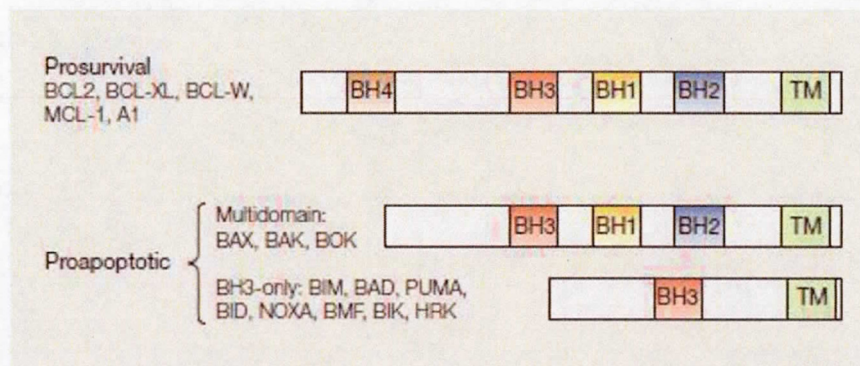 Prosurvival
BCL2, BCL-XL, BCL-W,
MCL-1, A1
BH4 BH3 BH1 BH2 TM
Proapoptotic
Multidomain:
BAX, BAK, BOK
BH3 BH1 BH2 TM
BH3-only: BIM, BAD, PUMA,
BID, NOXA, BMF, BIK, HRK
BH3 TM